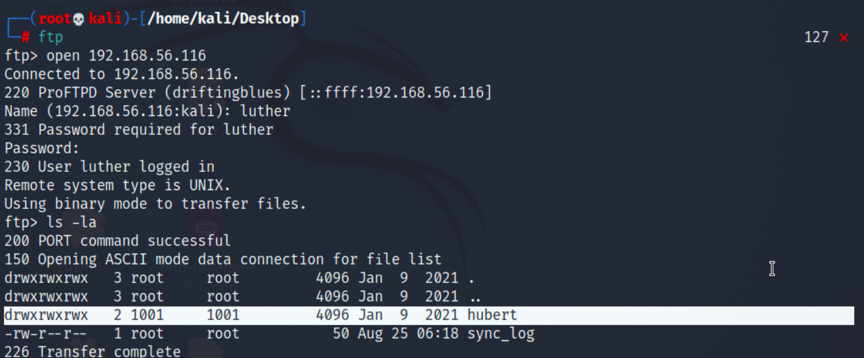 ┌──(root💀kali)-[/home/kali/Desktop]
└─# ftp 127 ⨯
ftp> open 192.168.56.116
Connected to 192.168.56.116.
220 ProFTPD Server (driftingblues) [::ffff:192.168.56.116]
Name (192.168.56.116:kali): luther
331 Password required for luther
Password:
230 User luther logged in
Remote system type is UNIX.
Using binary mode to transfer files.
ftp> ls -la
200 PORT command successful
150 Opening ASCII mode data connection for file list
drwxrwxrwx   3 root     root         4096 Jan  9  2021 .
drwxrwxrwx   3 root     root         4096 Jan  9  2021 ..
drwxrwxrwx   2 1001     1001         4096 Jan  9  2021 hubert
-rw-r--r--   1 root     root           50 Aug 25 06:18 sync_log
226 Transfer complete